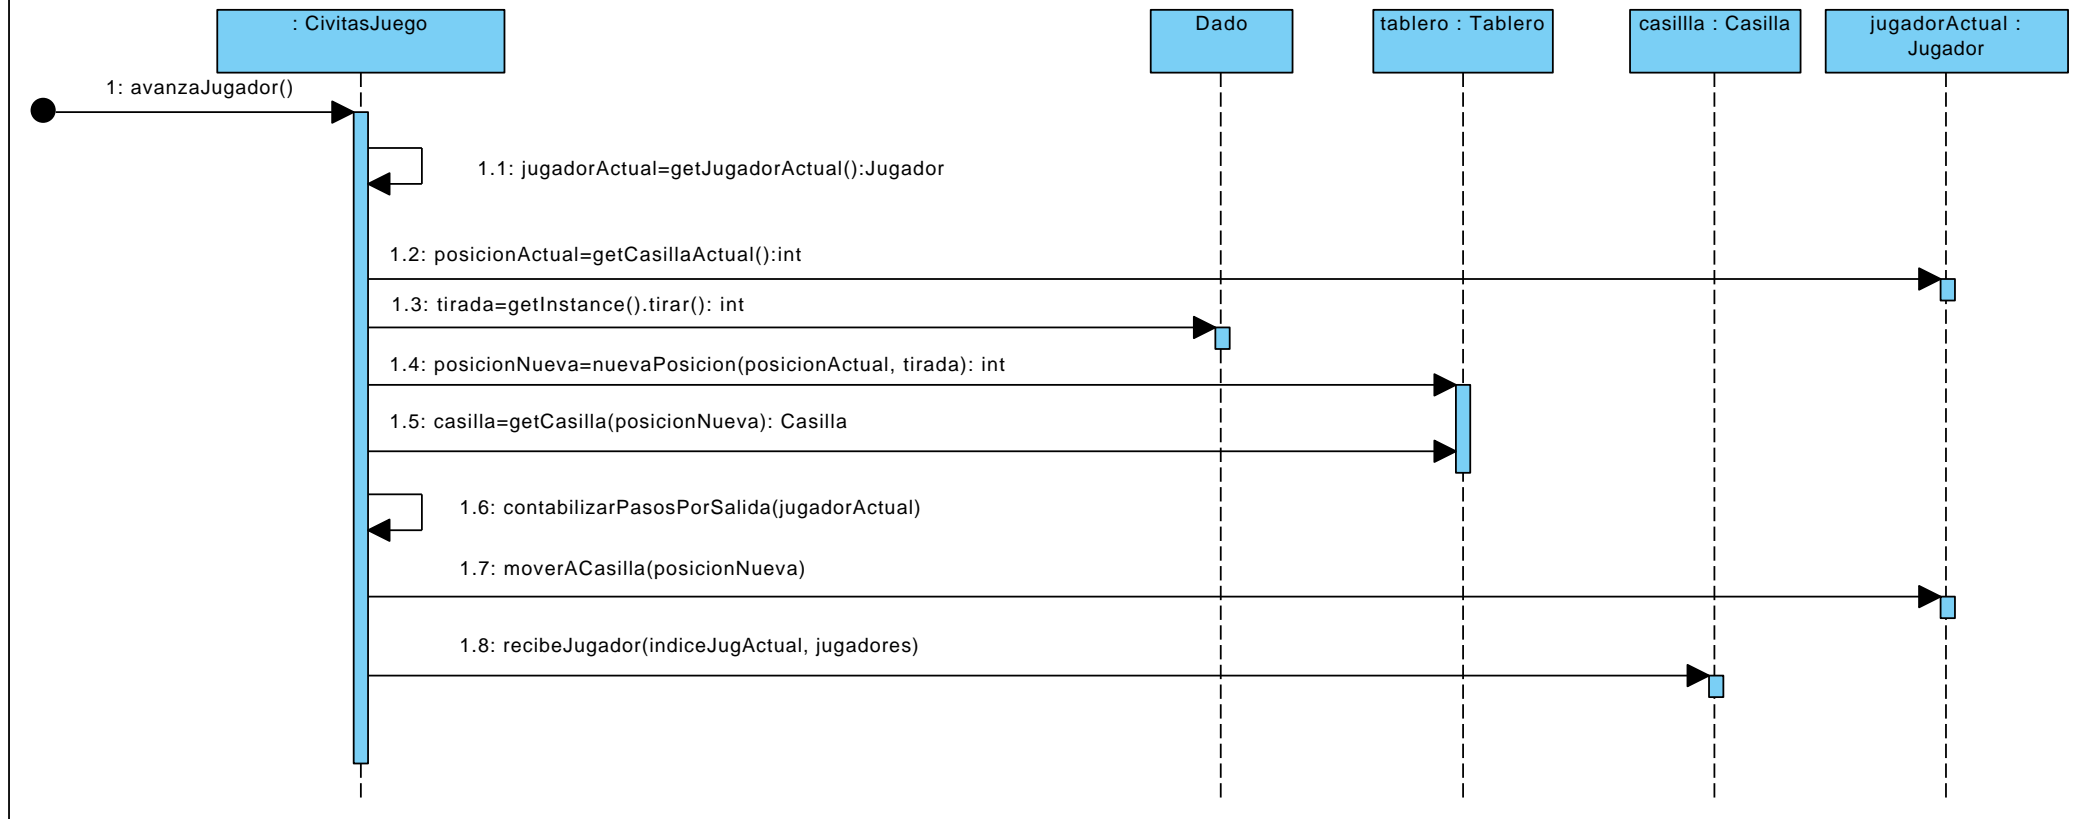 : CivitasJuego
Dado
tablero : Tablero
casillla : Casilla
jugadorActual :
Jugador
1: avanzaJugador()
1.1: jugadorActual=getJugadorActual():Jugador
1.2: posicionActual=getCasillaActual():int
1.3: tirada=getInstance().tirar(): int
1.4: posicionNueva=nuevaPosicion(posicionActual, tirada): int
1.5: casilla=getCasilla(posicionNueva): Casilla
1.6: contabilizarPasosPorSalida(jugadorActual)
1.7: moverACasilla(posicionNueva)
1.8: recibeJugador(indiceJugActual, jugadores)